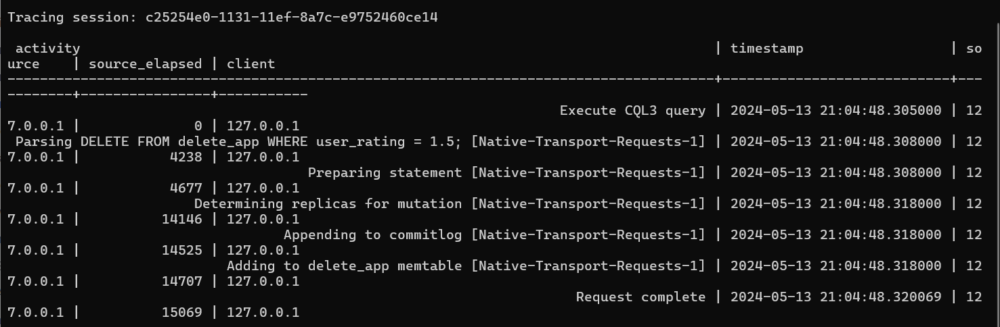 Tracing session: c25254e0-1131-11ef-8a7c-e9752460ce14
 activity                                                                              | timestamp                  | so
urce    | source_elapsed | client
---------------------------------------------------------------------------------------+----------------------------+---
--------+----------------+-----------
                                                                    Execute CQL3 query | 2024-05-13 21:04:48.305000 | 12
7.0.0.1 |              0 | 127.0.0.1
 Parsing DELETE FROM delete_app WHERE user_rating = 1.5; [Native-Transport-Requests-1] | 2024-05-13 21:04:48.308000 | 12
7.0.0.1 |           4238 | 127.0.0.1
                                     Preparing statement [Native-Transport-Requests-1] | 2024-05-13 21:04:48.308000 | 12
7.0.0.1 |           4677 | 127.0.0.1
                       Determining replicas for mutation [Native-Transport-Requests-1] | 2024-05-13 21:04:48.318000 | 12
7.0.0.1 |          14146 | 127.0.0.1
                                  Appending to commitlog [Native-Transport-Requests-1] | 2024-05-13 21:04:48.318000 | 12
7.0.0.1 |          14525 | 127.0.0.1
                           Adding to delete_app memtable [Native-Transport-Requests-1] | 2024-05-13 21:04:48.318000 | 12
7.0.0.1 |          14707 | 127.0.0.1
                                                                      Request complete | 2024-05-13 21:04:48.320069 | 12
7.0.0.1 |          15069 | 127.0.0.1